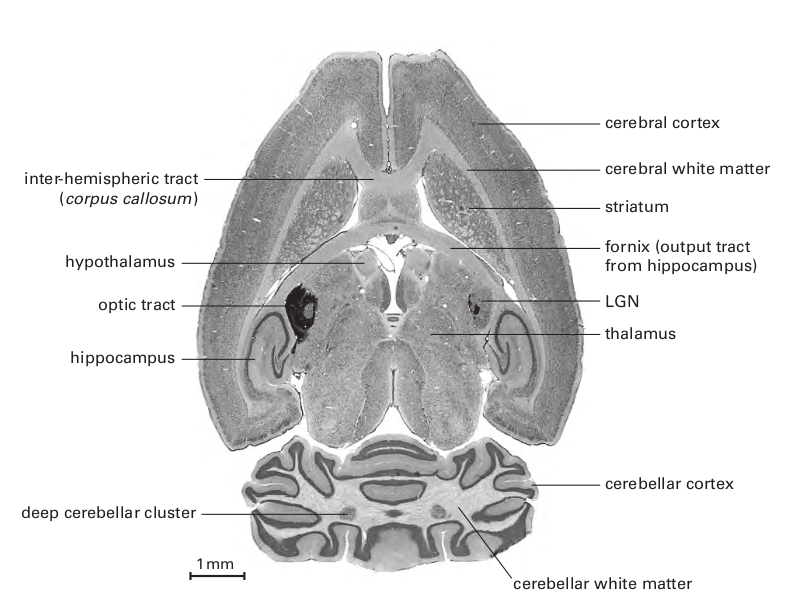 cerebral cortex
cerebral white matter
inter-hemispheric tract
(corpus callosum)
striatum
fornix (output tract
from hippocampus)
hypothalamus
optic tract
LGN
thalamus
hippocampus
cerebellar cortex
deep cerebellar cluster
1 mm
cerebellar white matter